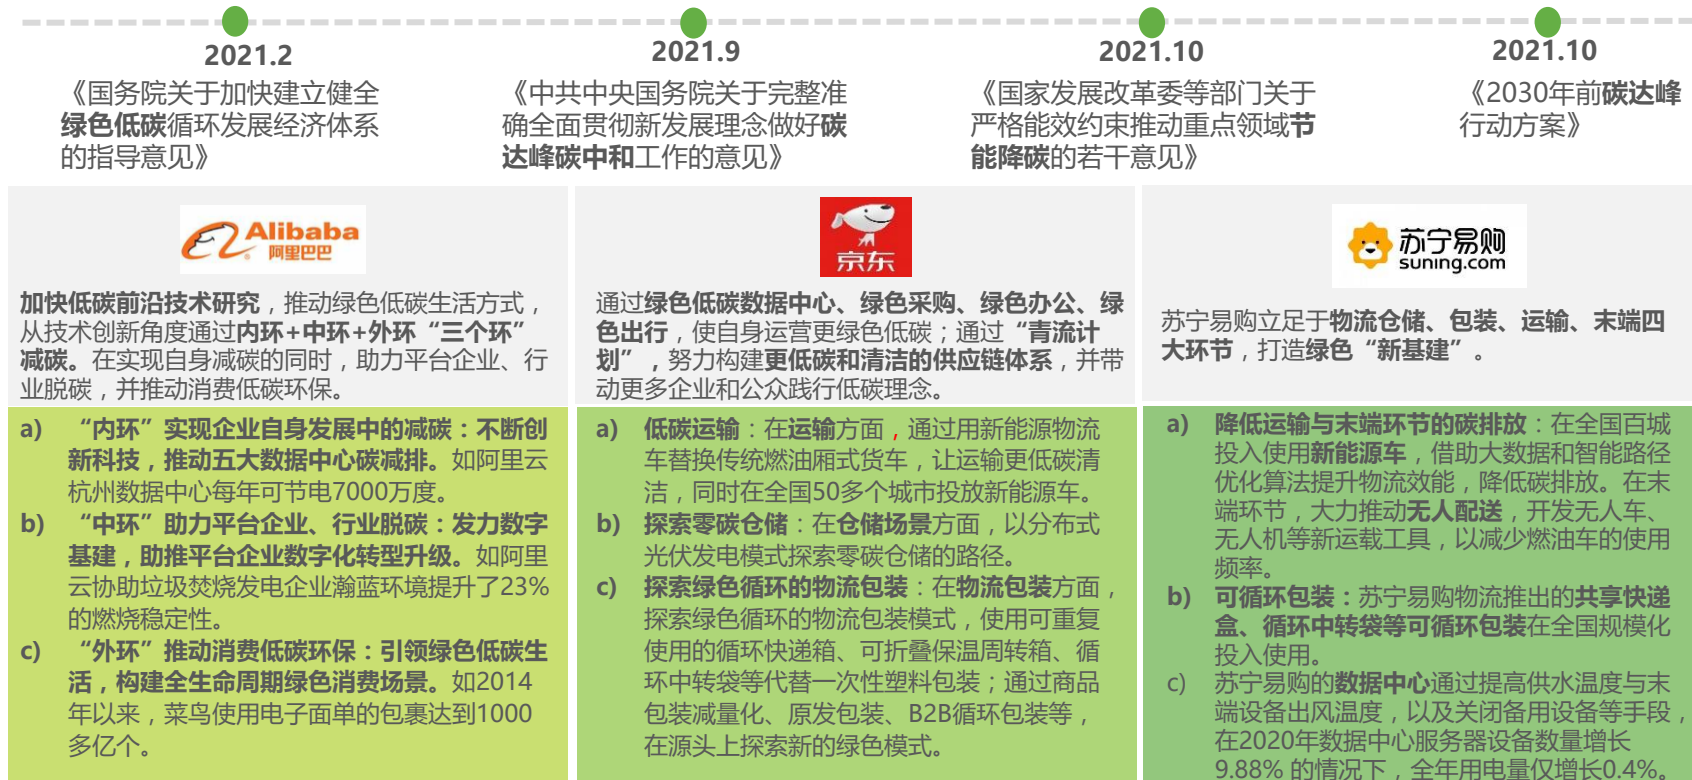 2021.2
《国务院关于加快建立健全
绿色低碳循环发展经济体系
的指导意见》
2021.9
《中共中央国务院关于完整准
确全面贯彻新发展理念做好碳
达峰碳中和工作的意见》
2021.10
《国家发展改革委等部门关于
严格能效约束推动重点领域节
能降碳的若干意见》
2021.10
《2030年前碳达峰
行动方案》
Alibaba
阿里巴巴
加快低碳前沿技术研究，推动绿色低碳生活方式，
从技术创新角度通过内环+中环+外环“三个环”
减碳。在实现自身减碳的同时，助力平台企业、行
业脱碳，并推动消费低碳环保。
a) “内环”实现企业自身发展中的减碳：不断创
新科技，推动五大数据中心碳减排。如阿里云
杭州数据中心每年可节电7000万度。
b) “中环”助力平台企业、行业脱碳：发力数字
基建，助推平台企业数字化转型升级。如阿里
云协助垃圾焚烧发电企业瀚蓝环境提升了23%
的燃烧稳定性。
c) “外环”推动消费低碳环保：引领绿色低碳生
活，构建全生命周期绿色消费场景。如2014
年以来，菜鸟使用电子面单的包裹达到1000
多亿个。
京东
通过绿色低碳数据中心、绿色采购、绿色办公、绿
色出行，使自身运营更绿色低碳；通过“青流计
划”，努力构建更低碳和清洁的供应链体系，并带
动更多企业和公众践行低碳理念。
a) 低碳运输：在运输方面，通过用新能源物流
车替换传统燃油厢式货车，让运输更低碳清
洁，同时在全国50多个城市投放新能源车。
b) 探索零碳仓储：在仓储场景方面，以分布式
光伏发电模式探索零碳仓储的路径。
c) 探索绿色循环的物流包装：在物流包装方面，
探索绿色循环的物流包装模式，使用可重复
使用的循环快递箱、可折叠保温周转箱、循
环中转袋等代替一次性塑料包装；通过商品
包装减量化、原发包装、B2B循环包装等，
在源头上探索新的绿色模式。
苏宁易购
suning.com
苏宁易购立足于物流仓储、包装、运输、末端四
大环节，打造绿色“新基建”。
a) 降低运输与末端环节的碳排放：在全国百城
投入使用新能源车，借助大数据和智能路径
优化算法提升物流效能，降低碳排放。在末
端环节，大力推动无人配送，开发无人车、
无人机等新运载工具，以减少燃油车的使用
频率。
b) 可循环包装：苏宁易购物流推出的共享快递
盒、循环中转袋等可循环包装在全国规模化
投入使用。
c) 苏宁易购的数据中心通过提高供水温度与末
端设备出风温度，以及关闭备用设备等手段，
在2020年数据中心服务器设备数量增长
9.88% 的情况下，全年用电量仅增长0.4%。